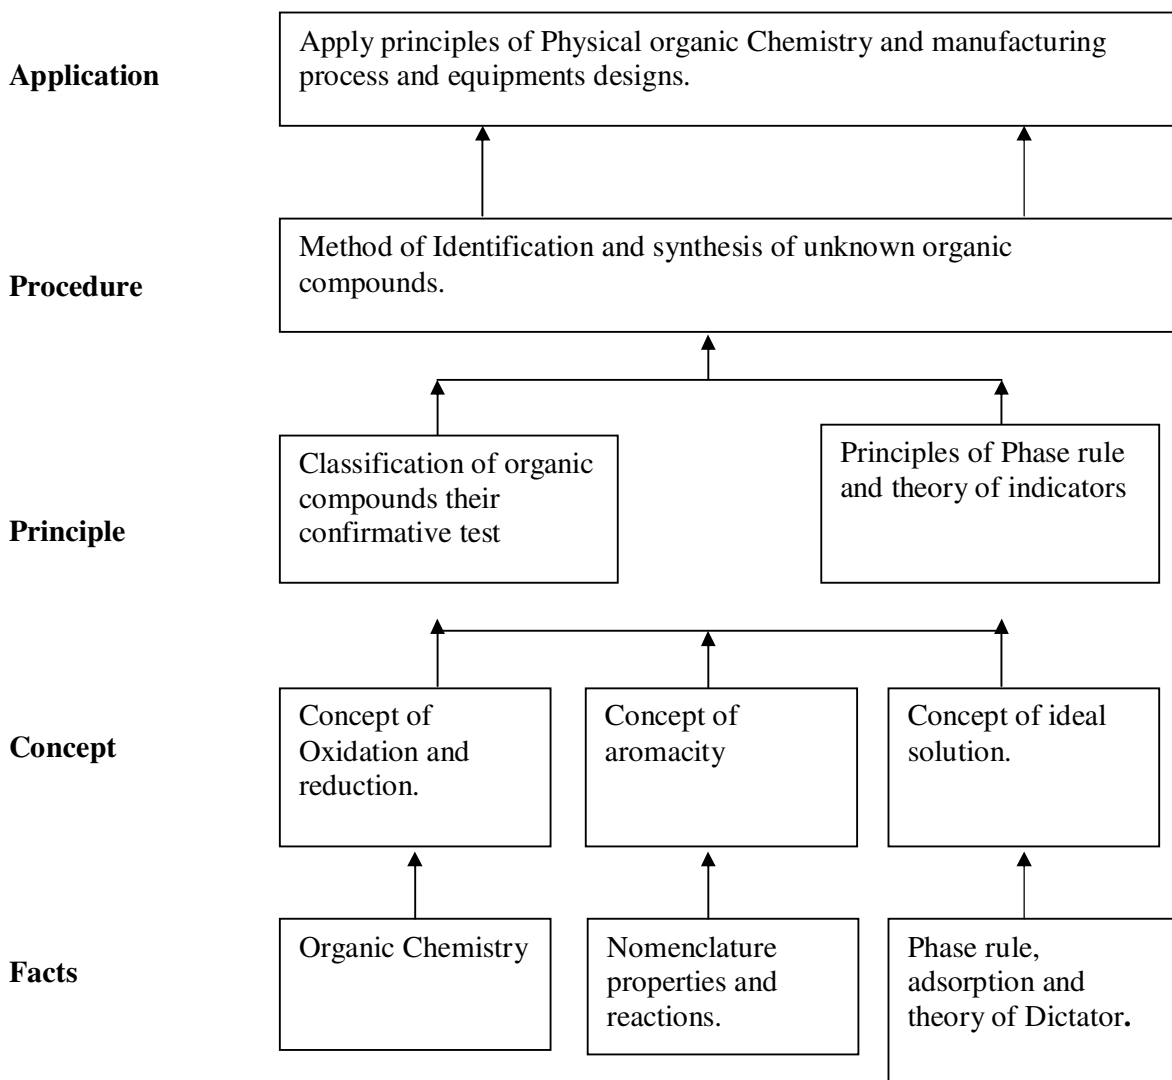 Application
Apply principles of Physical organic Chemistry and manufacturing
process and equipments designs.
Procedure
Method of Identification and synthesis of unknown organic
compounds.
Principle
Classification of organic
compounds their
confirmative test
Principles of Phase rule
and theory of indicators
Concept
Concept of
Oxidation and
reduction.
Concept of
aromacity
Concept of ideal
solution.
Facts
Organic Chemistry
Nomenclature
properties and
reactions.
Phase rule,
adsorption and
theory of Dictator.